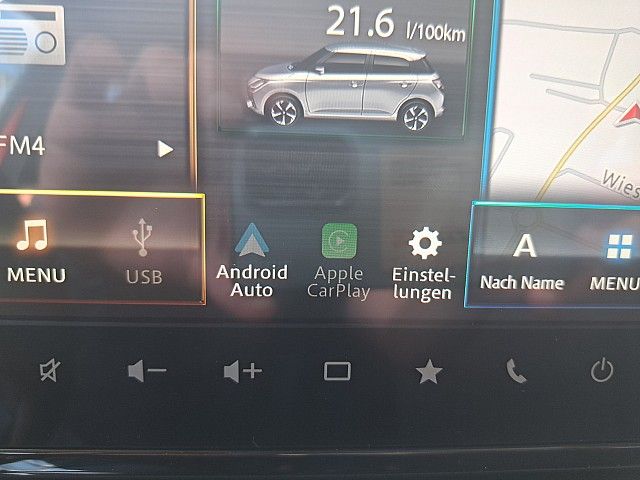 21.6 l/100km
FM4
Wies
MENU
USB
Android
Auto
Apple
CarPlay
Einstel-
lungen
A
Nach Name
MENU